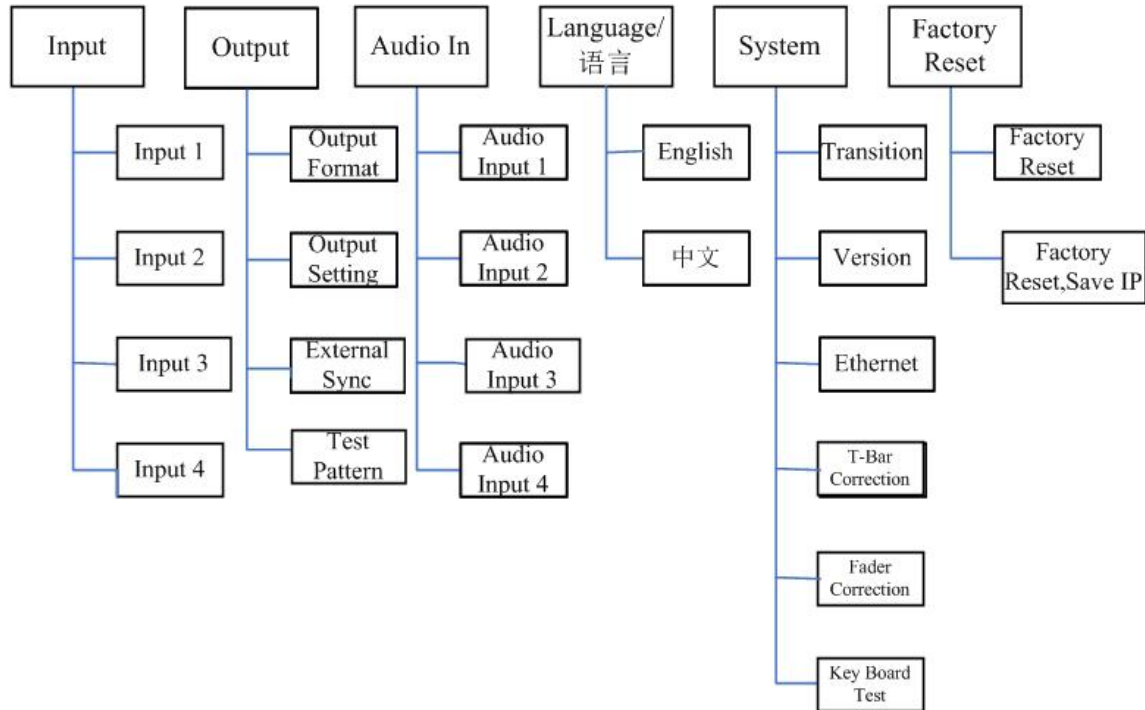 Input
Input 1
Input 2
Input 3
Input 4
Output
Output
Format
Output
Setting
External
Sync
Test
Pattern
Audio In
Audio
Input 1
Audio
Input 2
Audio
Input 3
Audio
Input 4
Language/
语言
English
中文
System
Transition
Version
Ethernet
T-Bar
Correction
Fader
Correction
Key Board
Test
Factory
Reset
Factory
Reset
Factory
Reset,Save IP